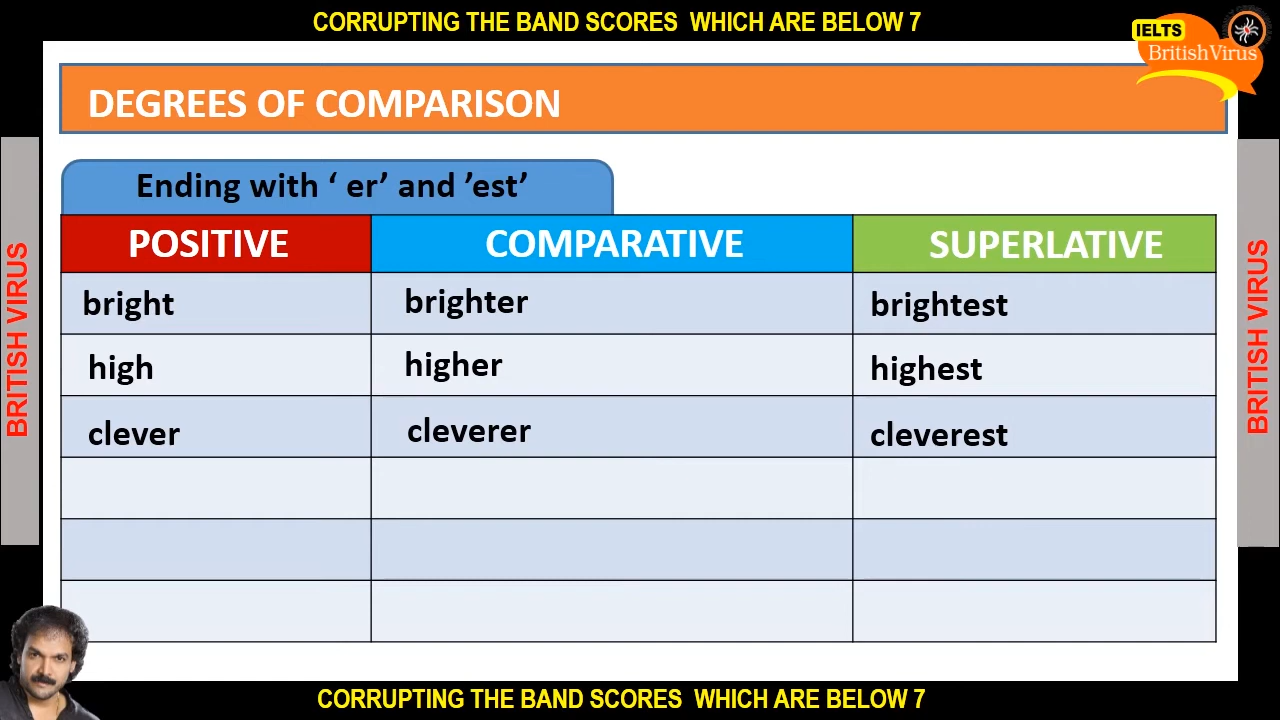 CORRUPTING THE BAND SCORES WHICH ARE BELOW 7
IELTS
BritishVirus
DEGREES OF COMPARISON
Ending with ‘ er’ and ’est’
POSITIVE COMPARATIVE SUPERLATIVE
bright brighter brightest
high higher highest
clever cleverer cleverest
BRITISH VIRUS
BRITISH VIRUS
CORRUPTING THE BAND SCORES WHICH ARE BELOW 7